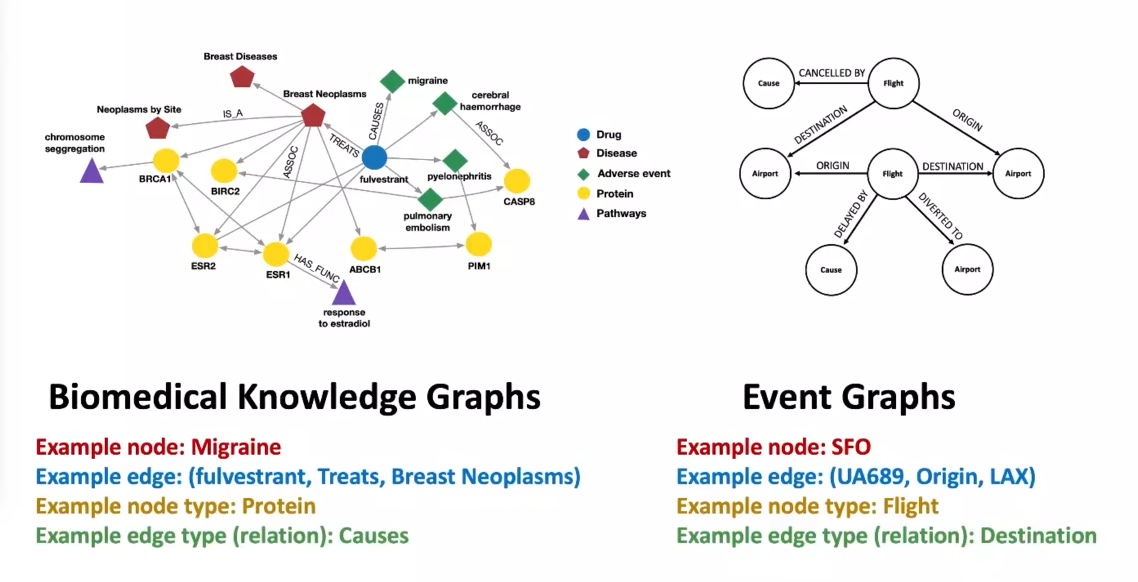 Breast Diseases
migraine
Breast Neoplasms
cerebral
haemorrhage
Neoplasms by Site
IS_A
CAUSES
ASSOC
chromosome
seggregation
TREATS
ASSOC
BRCA1
BIRC2
fulvestrant
pyelonephritis
CASP8
pulmonary
embolism
ESR2
ESR1
HAS_FUNC
ABCB1
PIM1
response
to estradiol
Drug
Disease
Adverse event
Protein
Pathways
Cause
CANCELLED BY
Flight
DESTINATION
ORIGIN
Airport
ORIGIN
Flight
DESTINATION
Airport
DELAYED BY
DIVERTED TO
Cause
Airport
Biomedical Knowledge Graphs
Example node: Migraine
Example edge: (fulvestrant, Treats, Breast Neoplasms)
Example node type: Protein
Example edge type (relation): Causes
Event Graphs
Example node: SFO
Example edge: (UA689, Origin, LAX)
Example node type: Flight
Example edge type (relation): Destination